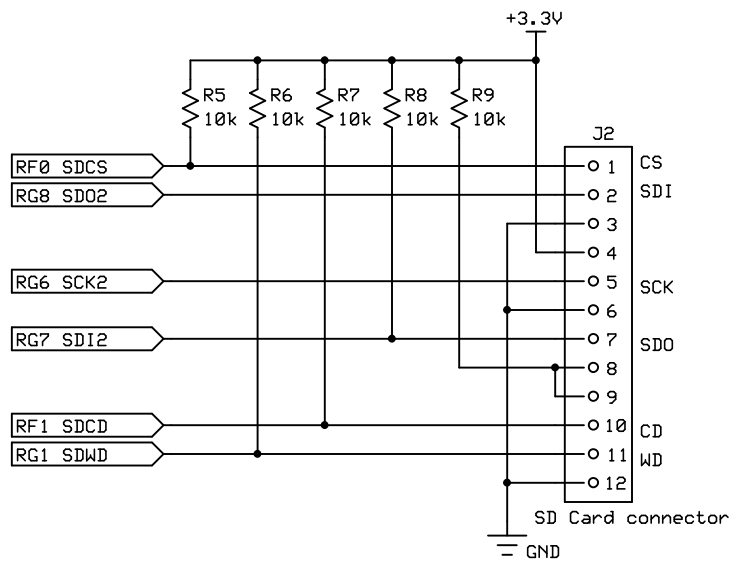 +3.3V
R5 R6 R7 R8 R9
10k 10k 10k 10k 10k
J2
RF0 SDCS 1 CS
RG8 SDO2 2 SDI
3
4
RG6 SCK2 5 SCK
6
RG7 SDI2 7 SDO
8
9
RF1 SDCD 10 CD
RG1 SDWD 11 WD
12
SD Card connector
GND